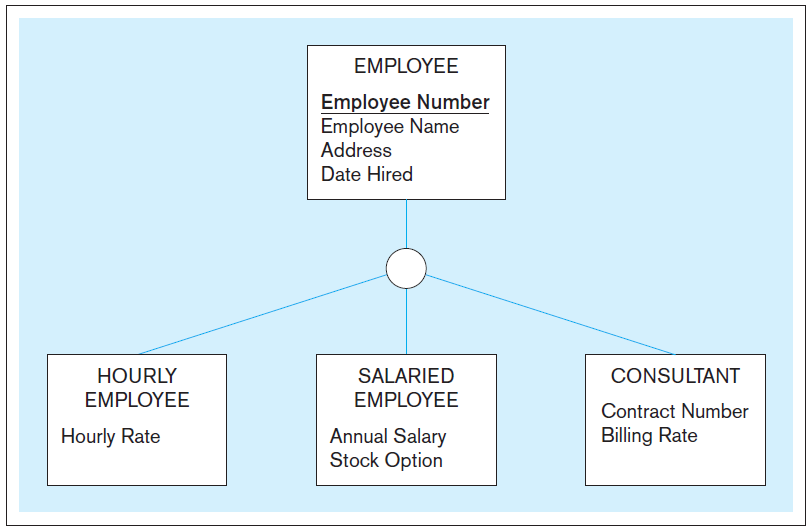 EMPLOYEE
Employee Number
Employee Name
Address
Date Hired
HOURLY
EMPLOYEE
Hourly Rate
SALARIED
EMPLOYEE
Annual Salary
Stock Option
CONSULTANT
Contract Number
Billing Rate